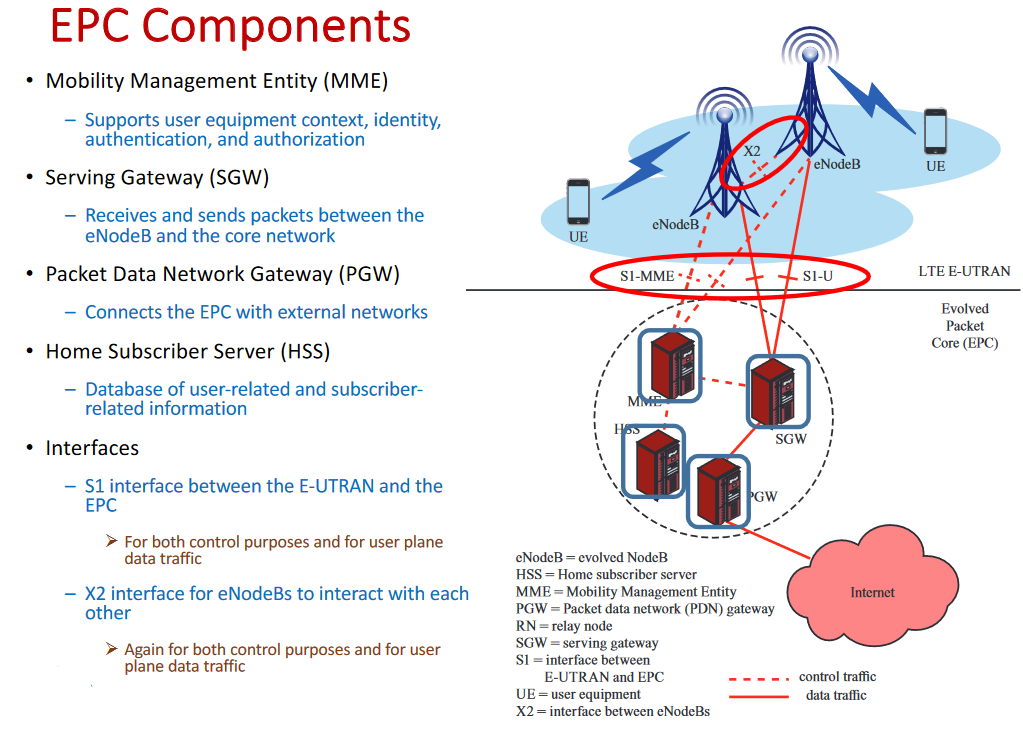 EPC Components
• Mobility Management Entity (MME)
– Supports user equipment context, identity,
authentication, and authorization
• Serving Gateway (SGW)
– Receives and sends packets between the
eNodeB and the core network
• Packet Data Network Gateway (PGW)
– Connects the EPC with external networks
• Home Subscriber Server (HSS)
– Database of user-related and subscriber-
related information
• Interfaces
– S1 interface between the E-UTRAN and the
EPC
➢ For both control purposes and for user plane
data traffic
– X2 interface for eNodeBs to interact with each
other
➢ Again for both control purposes and for user
plane data traffic
X2
eNodeB
UE
eNodeB
UE
S1-MME
S1-U
LTE E-UTRAN
Evolved
Packet
Core (EPC)
MME
HSS
SGW
PGW
Internet
eNodeB = evolved NodeB
HSS = Home subscriber server
MME = Mobility Management Entity
PGW = Packet data network (PDN) gateway
RN = relay node
SGW = serving gateway
S1 = interface between
E-UTRAN and EPC
UE = user equipment
X2 = interface between eNodeBs
control traffic
data traffic